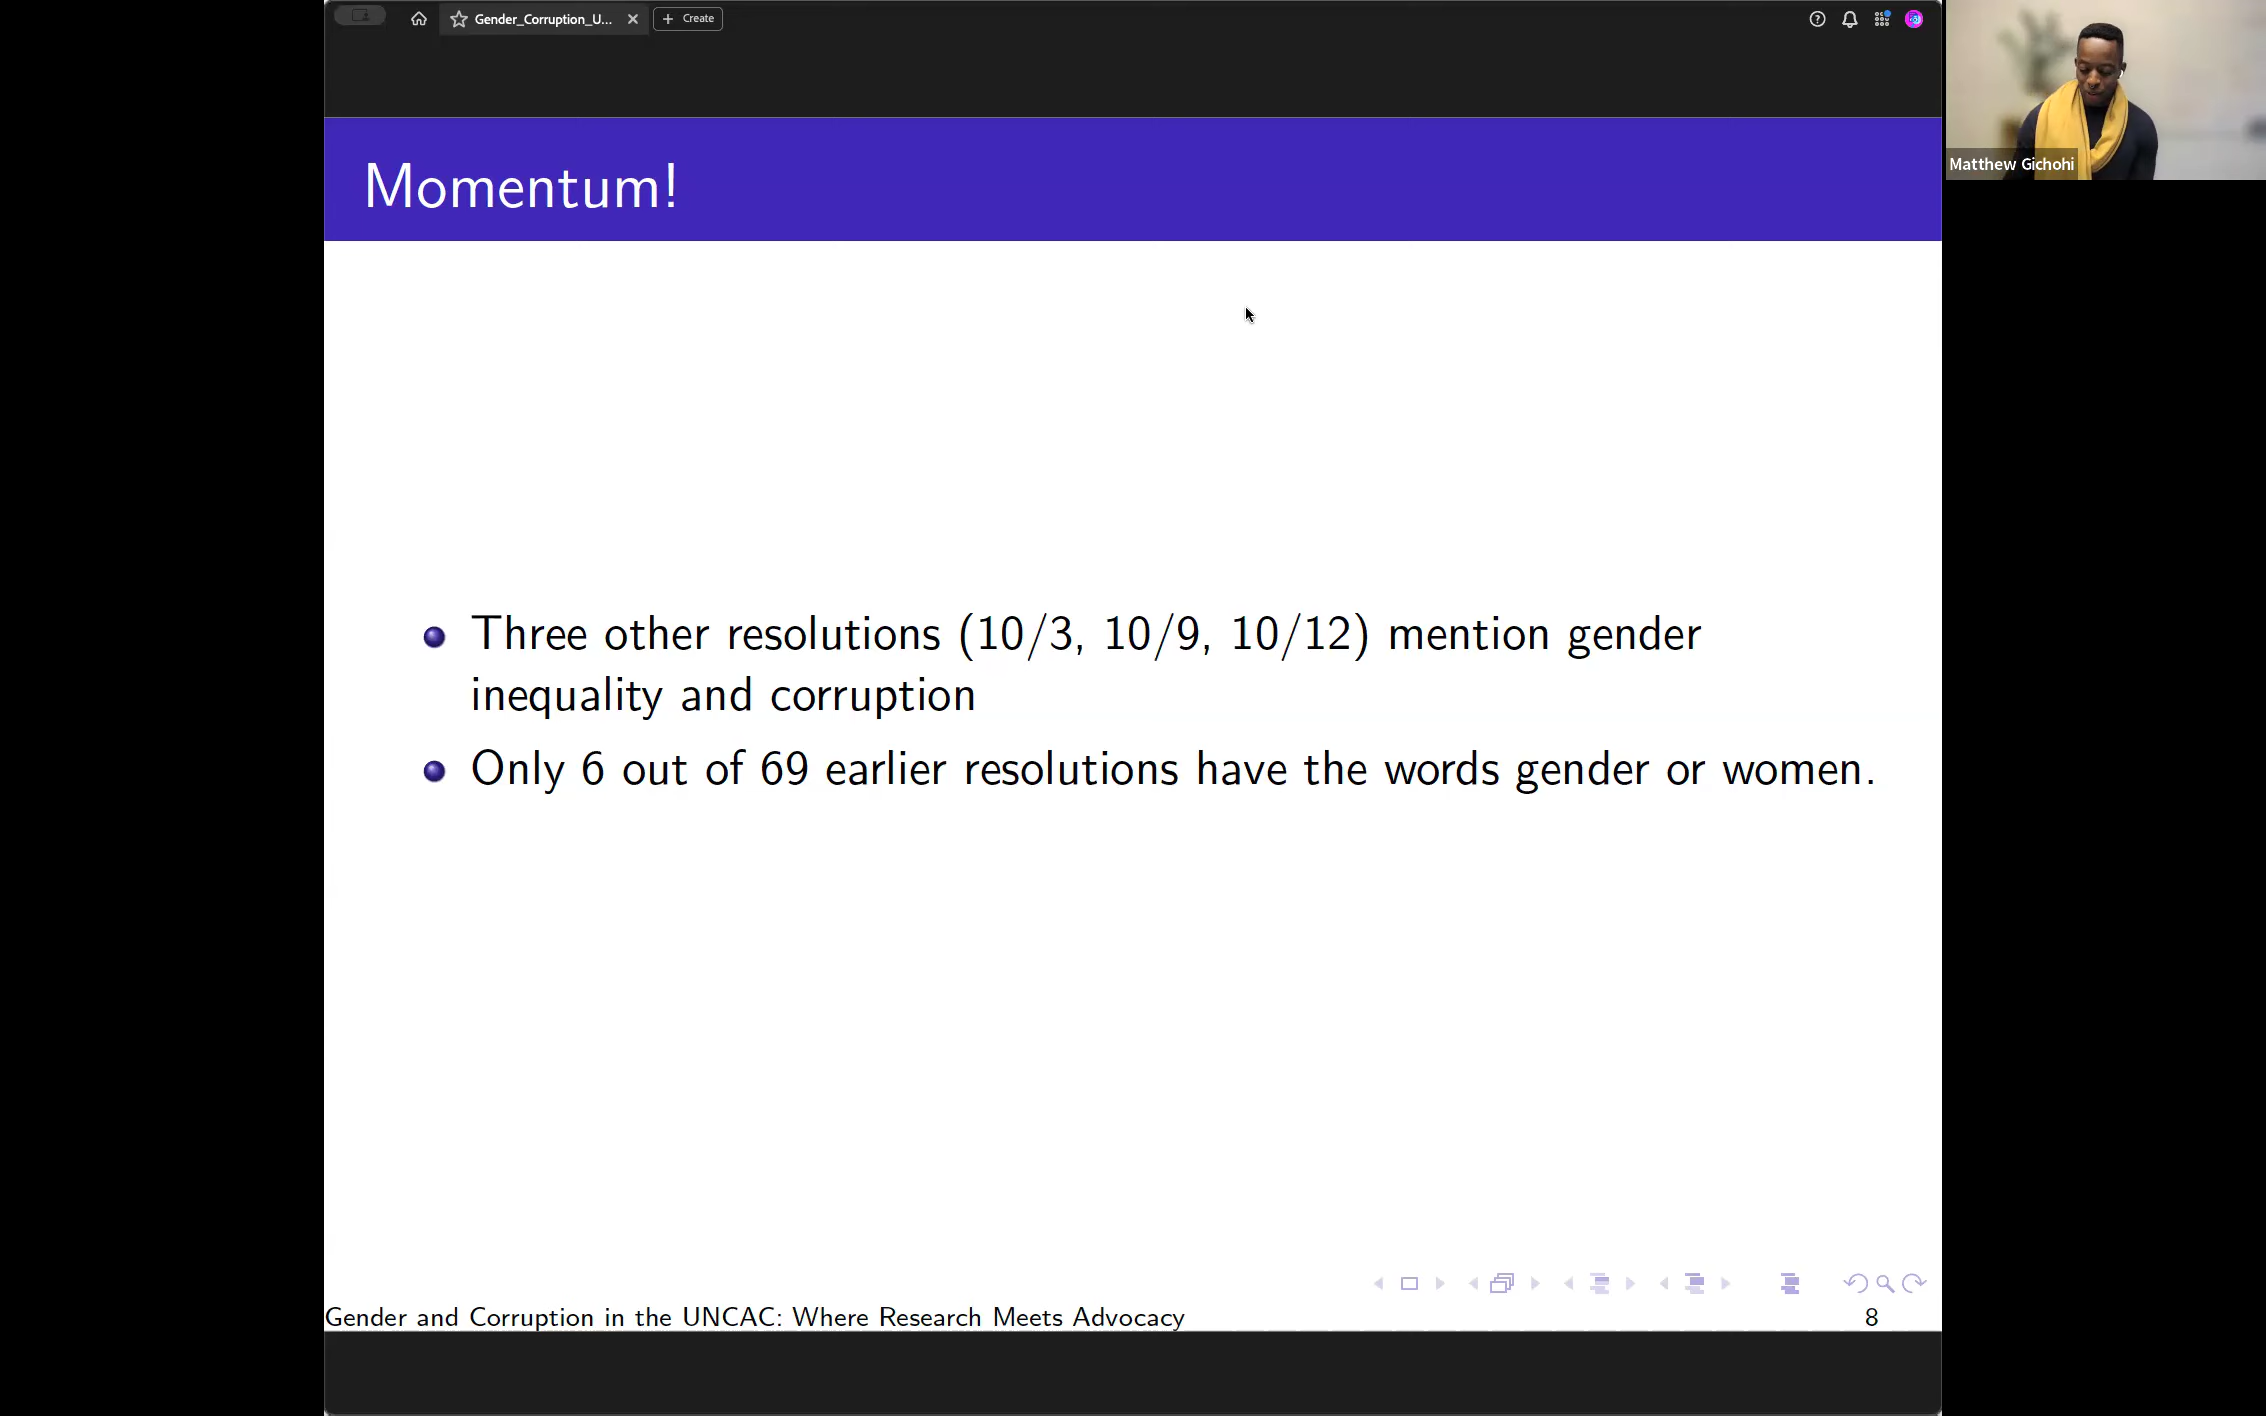 Gender_Corruption_U...
Create
Matthew Gichohi
Momentum!
Three other resolutions (10/3, 10/9, 10/12) mention gender
inequality and corruption
Only 6 out of 69 earlier resolutions have the words gender or women.
Gender and Corruption in the UNCAC: Where Research Meets Advocacy
8